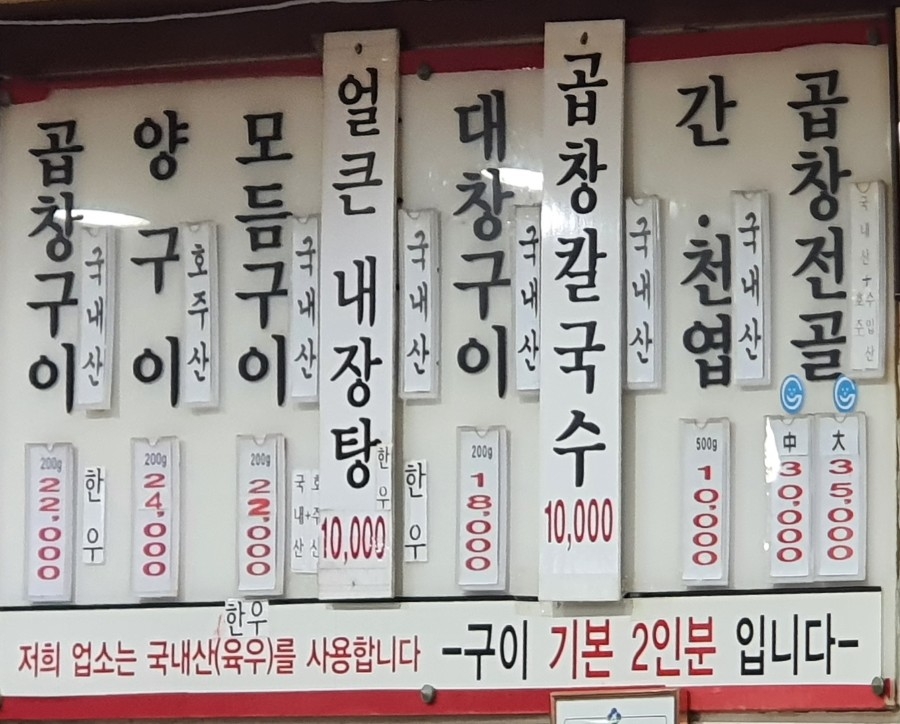 곱창구이
국내산
200g
22,000
한우
양구이
호주산
200g
24,000
모듬구이
국내산
200g
22,000
얼큰 내장탕
10,000
국내산
한우
대창구이
국내산
200g
18,000
곱창칼국수
10,000
국내산
간·천엽
국내산
500g
10,000
곱창전골
국내산+호주수입산
中
30,000
大
35,000
한우
저희 업소는 국내산(육우)를 사용합니다
-구이 기본 2인분 입니다-